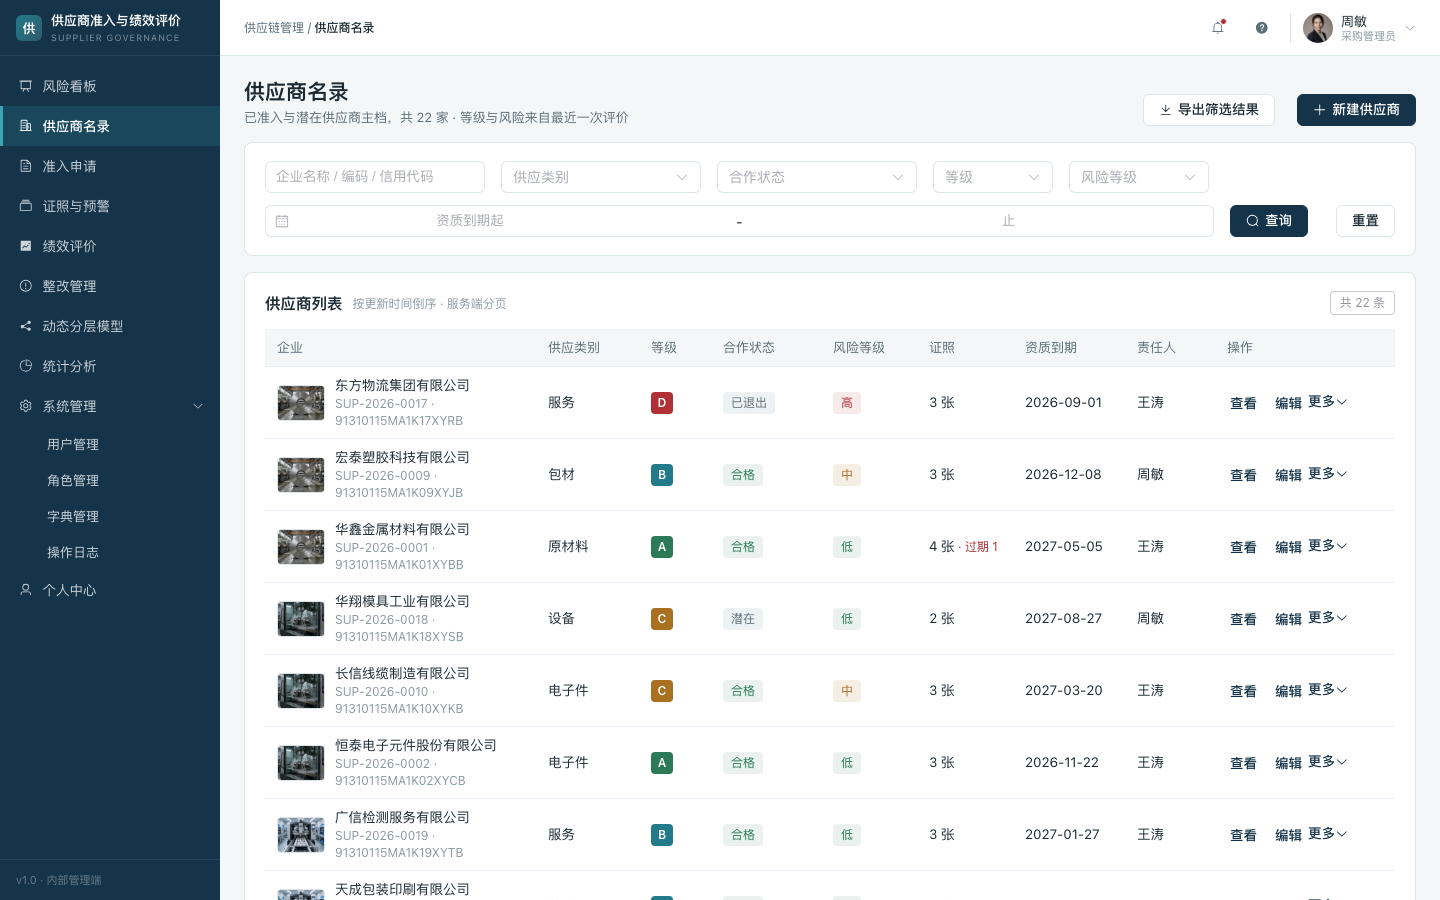 供
供应商准入与绩效评价
SUPPLIER GOVERNANCE
风险看板
供应商名录
准入申请
证照与预警
绩效评价
整改管理
动态分层模型
统计分析
系统管理
用户管理
角色管理
字典管理
操作日志
个人中心
v1.0 · 内部管理端
供应链管理 / 供应商名录
周敏
采购管理员
供应商名录
已准入与潜在供应商主档，共 22 家 · 等级与风险来自最近一次评价
导出筛选结果
新建供应商
企业名称 / 编码 / 信用代码 供应类别 合作状态 等级 风险等级
资质到期起 - 止 查询 重置
供应商列表 按更新时间倒序 · 服务端分页 共 22 条
企业 供应类别 等级 合作状态 风险等级 证照 资质到期 责任人 操作
东方物流集团有限公司
SUP-2026-0017 ·
91310115MA1K17XYRB
服务 D 已退出 高 3 张 2026-09-01 王涛 查看 编辑 更多
宏泰塑胶科技有限公司
SUP-2026-0009 ·
91310115MA1K09XYJB
包材 B 合格 中 3 张 2026-12-08 周敏 查看 编辑 更多
华鑫金属材料有限公司
SUP-2026-0001 ·
91310115MA1K01XYBB
原材料 A 合格 低 4 张 · 过期 1 2027-05-05 王涛 查看 编辑 更多
华翔模具工业有限公司
SUP-2026-0018 ·
91310115MA1K18XYSB
设备 C 潜在 低 2 张 2027-08-27 周敏 查看 编辑 更多
长信线缆制造有限公司
SUP-2026-0010 ·
91310115MA1K10XYKB
电子件 C 合格 中 3 张 2027-03-20 王涛 查看 编辑 更多
恒泰电子元件股份有限公司
SUP-2026-0002 ·
91310115MA1K02XYCB
电子件 A 合格 低 3 张 2026-11-22 王涛 查看 编辑 更多
广信检测服务有限公司
SUP-2026-0019 ·
91310115MA1K19XYTB
服务 B 合格 低 3 张 2027-01-27 王涛 查看 编辑 更多
天成包装印刷有限公司